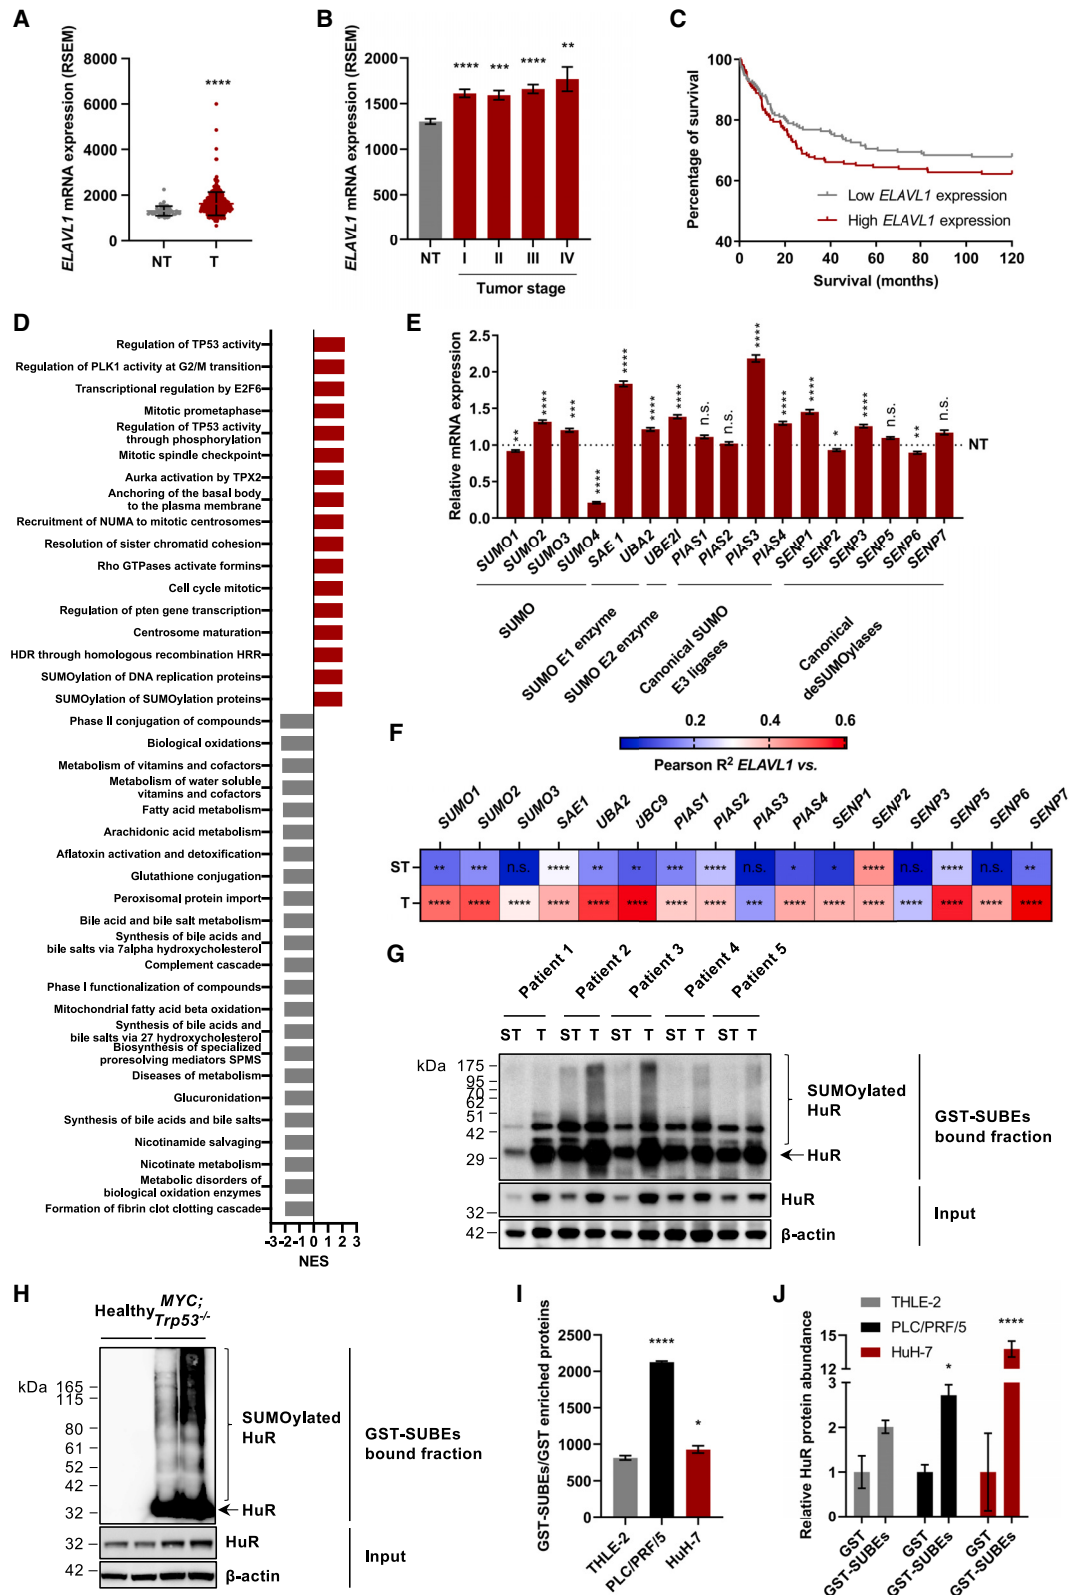 A
ELAVL1 mRNA expression (RSEM)
8000
6000
4000
2000
0
****
NT
T
B
ELAVL1 mRNA expression (RSEM)
2000
1500
1000
500
0
****
***
****
**
NT
I
II
III
IV
Tumor stage
C
Percentage of survival
100
80
60
40
Low ELAVL1 expression
High ELAVL1 expression
0
20
40
60
80
100
120
Survival (months)
D
Regulation of TP53 activity
Regulation of PLK1 activity at G2/M transition
Transcriptional regulation by E2F6
Mitotic prometaphase
Regulation of TP53 activity
through phosphorylation
Mitotic spindle checkpoint
Aurka activation by TPX2
Anchoring of the basal body
to the plasma membrane
Recruitment of NUMA to mitotic centrosomes
Resolution of sister chromatid cohesion
Rho GTPases activate formins
Cell cycle mitotic
Regulation of pten gene transcription
Centrosome maturation
HDR through homologous recombination HRR
SUMOylation of DNA replication proteins
SUMOylation of SUMOylation proteins
Phase II conjugation of compounds
Biological oxidations
Metabolism of vitamins and cofactors
Metabolism of water soluble
vitamins and cofactors
Fatty acid metabolism
Arachidonic acid metabolism
Aflatoxin activation and detoxification
Glutathione conjugation
Peroxisomal protein import
Bile acid and bile salt metabolism
Synthesis of bile acids and
bile salts via 7alpha hydroxycholesterol
Complement cascade
Phase I functionalization of compounds
Mitochondrial fatty acid beta oxidation
Synthesis of bile acids and
bile salts via 27 hydroxycholesterol
Biosynthesis of specialized
proresolving mediators SPMS
Diseases of metabolism
Glucuronidation
Synthesis of bile acids and bile salts
Nicotinamide salvaging
Nicotinate metabolism
Metabolic disorders of
biological oxidation enzymes
Formation of fibrin clot clotting cascade
-3 -2 -1 0 1 2 3
NES
E
Relative mRNA expression
2.5
2.0
1.5
1.0
0.5
0.0
** **** *** **** **** **** **** n.s. n.s. **** **** **** * **** n.s. ** n.s.
NT
SUMO1 SUMO2 SUMO3 SUMO4 SAE 1 UBA2 UBE2I PIAS1 PIAS2 PIAS3 PIAS4 SENP1 SENP2 SENP3 SENP5 SENP6 SENP7
SUMO
SUMO E1 enzyme
SUMO E2 enzyme
Canonical SUMO
E3 ligases
Canonical
deSUMOylases
F
0.2 0.4 0.6
Pearson R² ELAVL1 vs.
SUMO1 SUMO2 SUMO3 SAE1 UBA2 UBC9 PIAS1 PIAS2 PIAS3 PIAS4 SENP1 SENP2 SENP3 SENP5 SENP6 SENP7
ST ** *** n.s. **** ** ** *** **** n.s. * * **** n.s. **** n.s. **
T **** **** **** **** **** **** **** **** *** **** **** **** **** **** **** ****
G
Patient 1 Patient 2 Patient 3 Patient 4 Patient 5
ST T ST T ST T ST T ST T
kDa
175
95
70
62
51
42
29
SUMOylated
HuR
HuR
GST-SUBEs
bound fraction
32
HuR
42
β-actin
Input
H
Healthy
MYC;
Trp53-/-
kDa
165
115
80
61
52
42
32
SUMOylated
HuR
HuR
GST-SUBEs
bound fraction
32
HuR
42
β-actin
Input
I
GST-SUBEs/GST enriched proteins
2500
2000
1500
1000
500
0
****
*
THLE-2
PLC/PRF/5
HuH-7
J
THLE-2
PLC/PRF/5
HuH-7
Relative HuR protein abundance
15
12
3
2
1
0
*
****
GST
GST-SUBEs
GST
GST-SUBEs
GST
GST-SUBEs